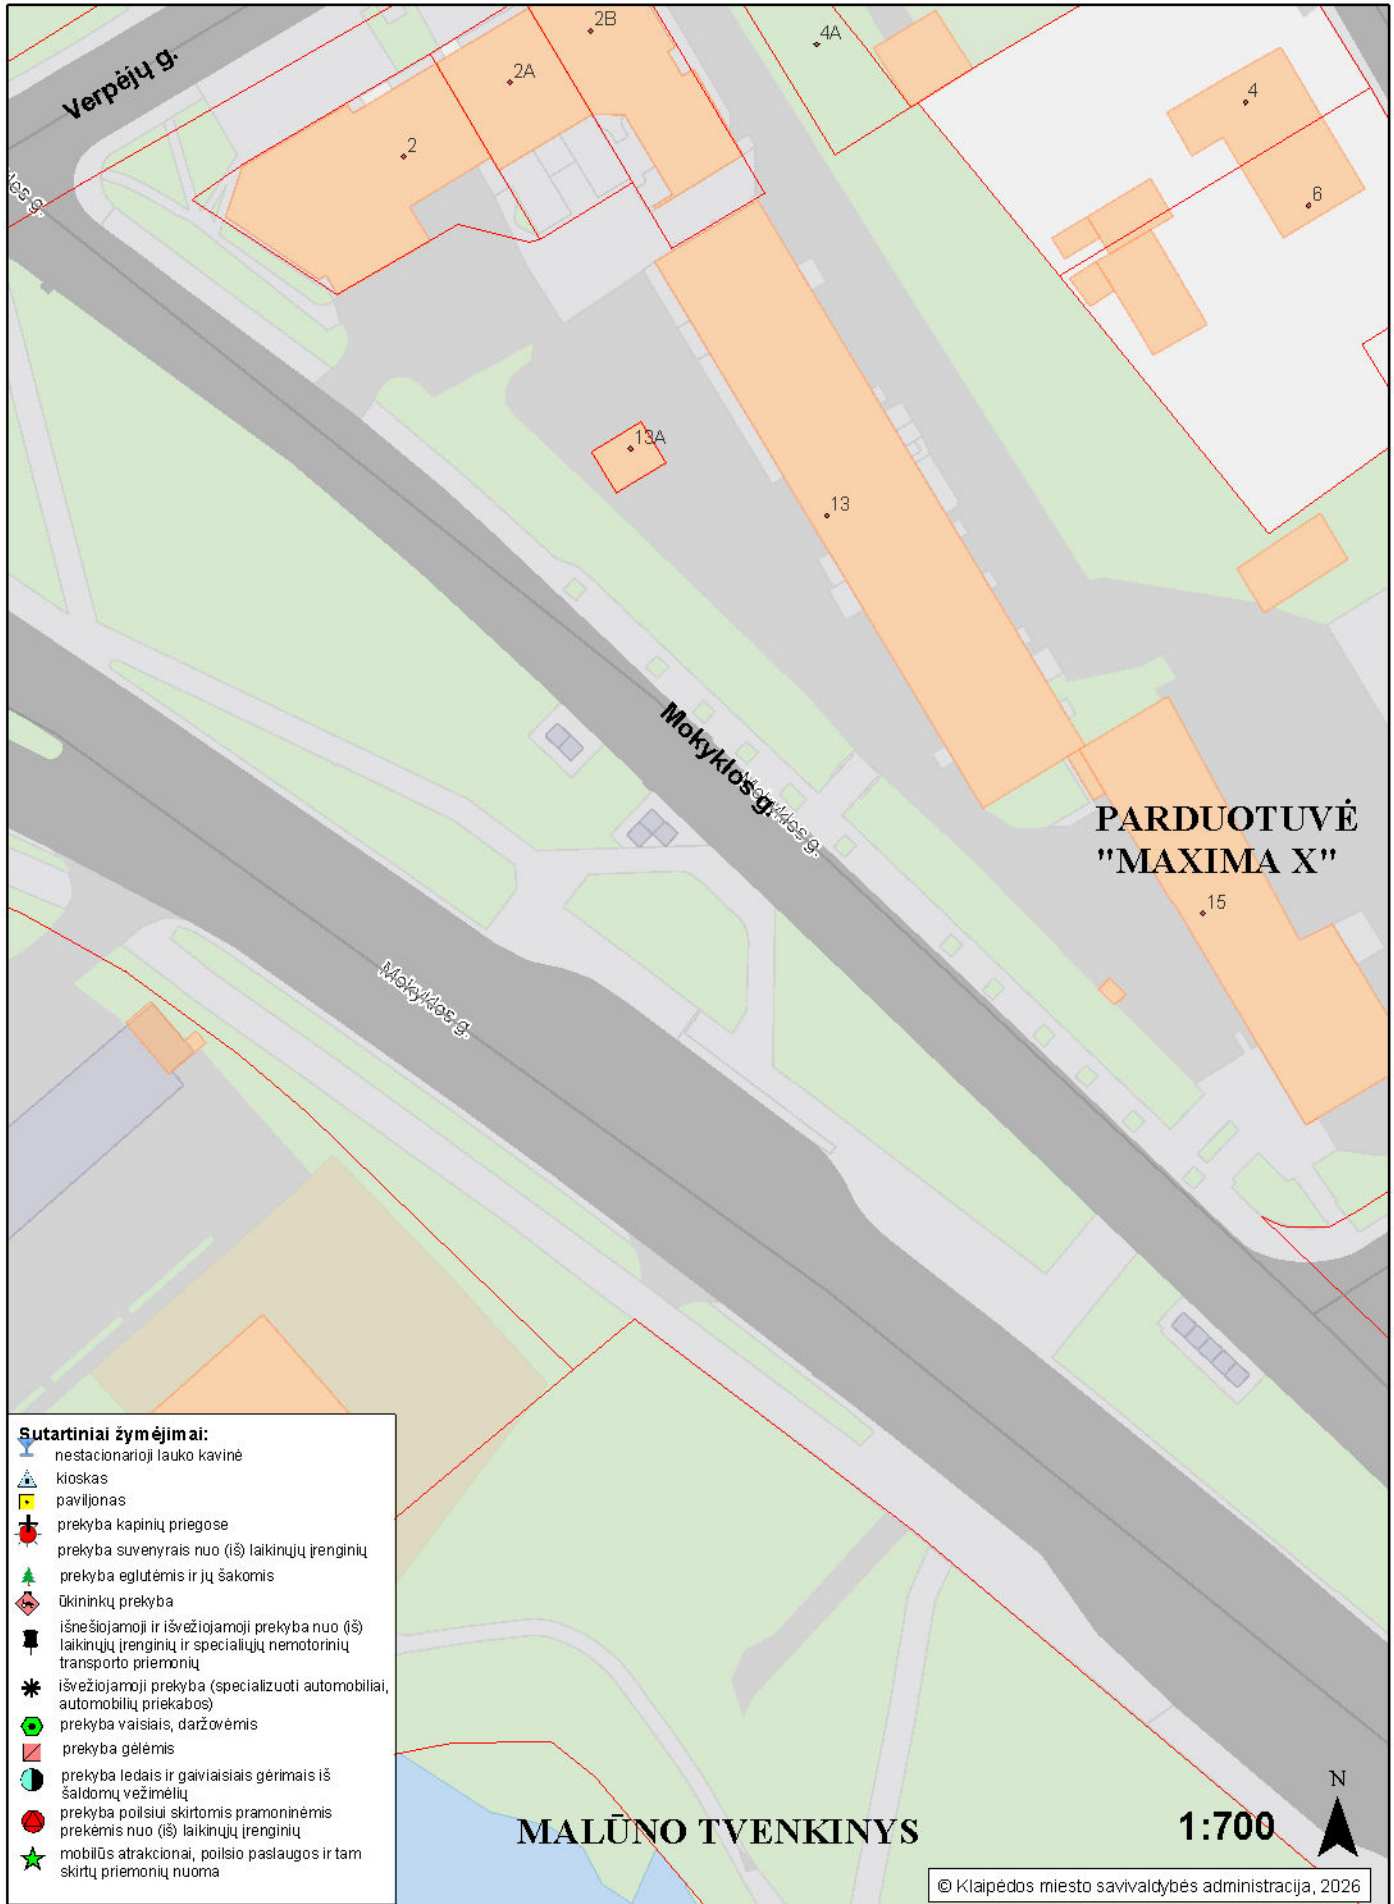 2B
4A
2A
Verpėjų g.
4
2
6
los g.
13A
13
Mokyklos g.
Mokyklos g.
PARDUOTUVĖ
"MAXIMA X"
15
Mokyklos g.
Sutartiniai žymėjimai:
nestacionarioji lauko kavinė
kioskas
paviljonas
prekyba kapinių priegose
prekyba suvenyrais nuo (iš) laikinųjų įrenginių
prekyba eglutėmis ir jų šakomis
ūkininkų prekyba
išnešiojamoji ir išvežiojamoji prekyba nuo (iš)
laikinųjų įrenginių ir specialiųjų nemotorinių
transporto priemonių
išvežiojamoji prekyba (specializuoti automobiliai,
automobilių priekabos)
prekyba vaisiais, daržovėmis
prekyba gėlėmis
prekyba ledais ir gaiviaisiais gėrimais iš
šaldomų vežimėlių
prekyba poilsiui skirtomis pramoninėmis
prekėmis nuo (iš) laikinųjų įrenginių
mobilūs atrakcionai, poilsio paslaugos ir tam
skirtų priemonių nuoma
MALŪNO TVENKINYS
1:700
N
© Klaipėdos miesto savivaldybės administracija, 2026